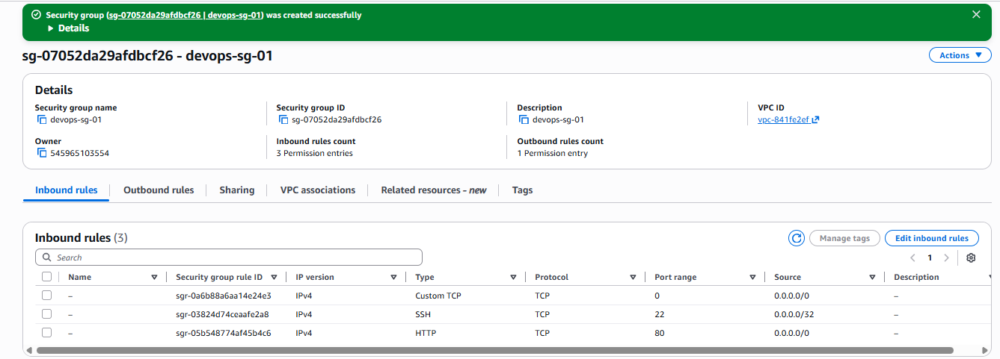 Security group (sg-07052da29afdbcf26 | devops-sg-01) was created successfully
Details
sg-07052da29afdbcf26 - devops-sg-01
Actions
Details
Security group name
devops-sg-01
Security group ID
sg-07052da29afdbcf26
Description
devops-sg-01
VPC ID
vpc-841fe2ef
Owner
545965103554
Inbound rules count
3 Permission entries
Outbound rules count
1 Permission entry
Inbound rules Outbound rules Sharing VPC associations Related resources - new Tags
Inbound rules (3)
Manage tags
Edit inbound rules
Search
1
Name Security group rule ID IP version Type Protocol Port range Source Description
– sgr-0a6b88a6aa14e24e3 IPv4 Custom TCP TCP 0 0.0.0.0/0 –
– sgr-03824d74ceaafe2a8 IPv4 SSH TCP 22 0.0.0.0/32 –
– sgr-05b548774af45b4c6 IPv4 HTTP TCP 80 0.0.0.0/0 –